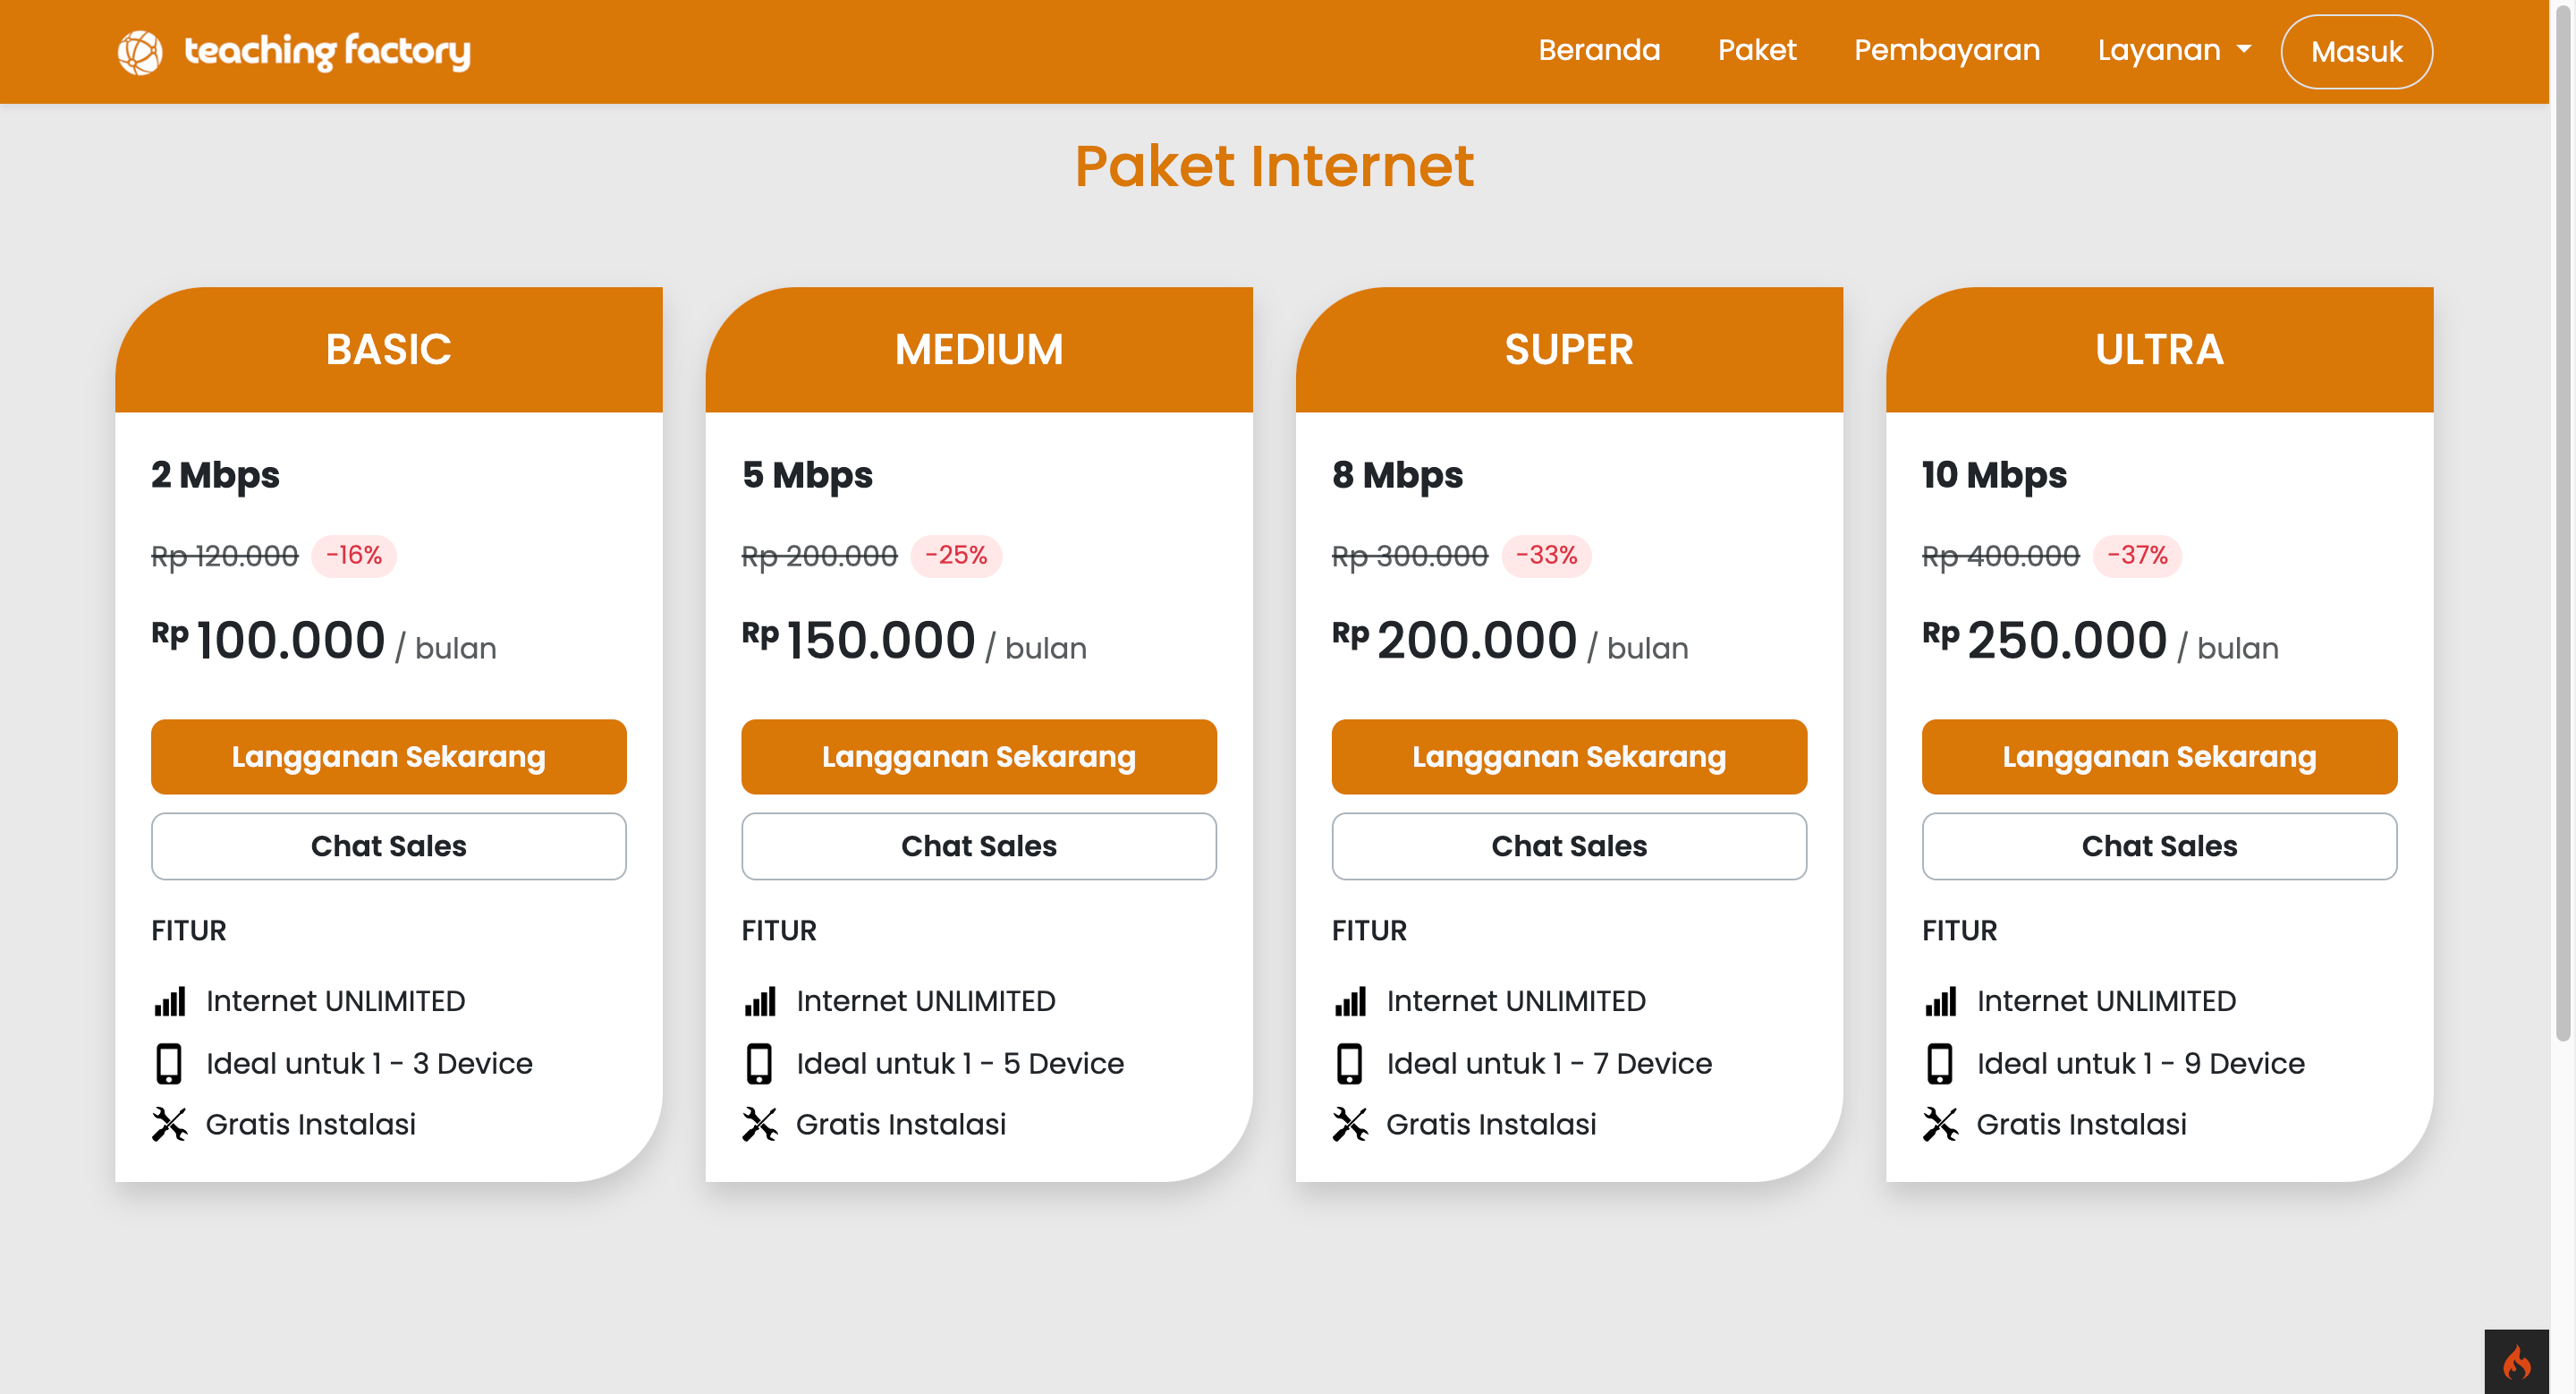 teaching factory
Beranda Paket Pembayaran Layanan Masuk
Paket Internet
BASIC
2 Mbps
Rp 120.000 -16%
Rp 100.000 / bulan
Langganan Sekarang
Chat Sales
FITUR
Internet UNLIMITED
Ideal untuk 1 - 3 Device
Gratis Instalasi
MEDIUM
5 Mbps
Rp 200.000 -25%
Rp 150.000 / bulan
Langganan Sekarang
Chat Sales
FITUR
Internet UNLIMITED
Ideal untuk 1 - 5 Device
Gratis Instalasi
SUPER
8 Mbps
Rp 300.000 -33%
Rp 200.000 / bulan
Langganan Sekarang
Chat Sales
FITUR
Internet UNLIMITED
Ideal untuk 1 - 7 Device
Gratis Instalasi
ULTRA
10 Mbps
Rp 400.000 -37%
Rp 250.000 / bulan
Langganan Sekarang
Chat Sales
FITUR
Internet UNLIMITED
Ideal untuk 1 - 9 Device
Gratis Instalasi